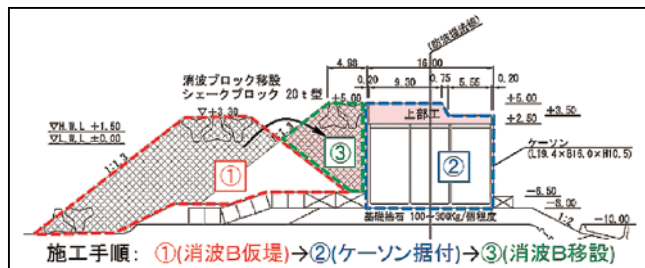 (防波堤法線)
4.98
16.00
0.20
9.30
0.75
5.55
0.20
消波ブロック移設
シェークブロック 20t型
+5.00
▽+3.30
上部工
+5.00
+3.50
+2.50
▽H.W.L +1.50
▽L.W.L ±0.00
1:1.3
1:1.3
①
③
②
ケーソン
(L19.4×B16.0×H10.5)
-6.50
-8.00
基礎捨石 100~300Kg/個程度
1:2
-10.00
施工手順: ①(消波B仮堤)→②(ケーソン据付)→③(消波B移設)